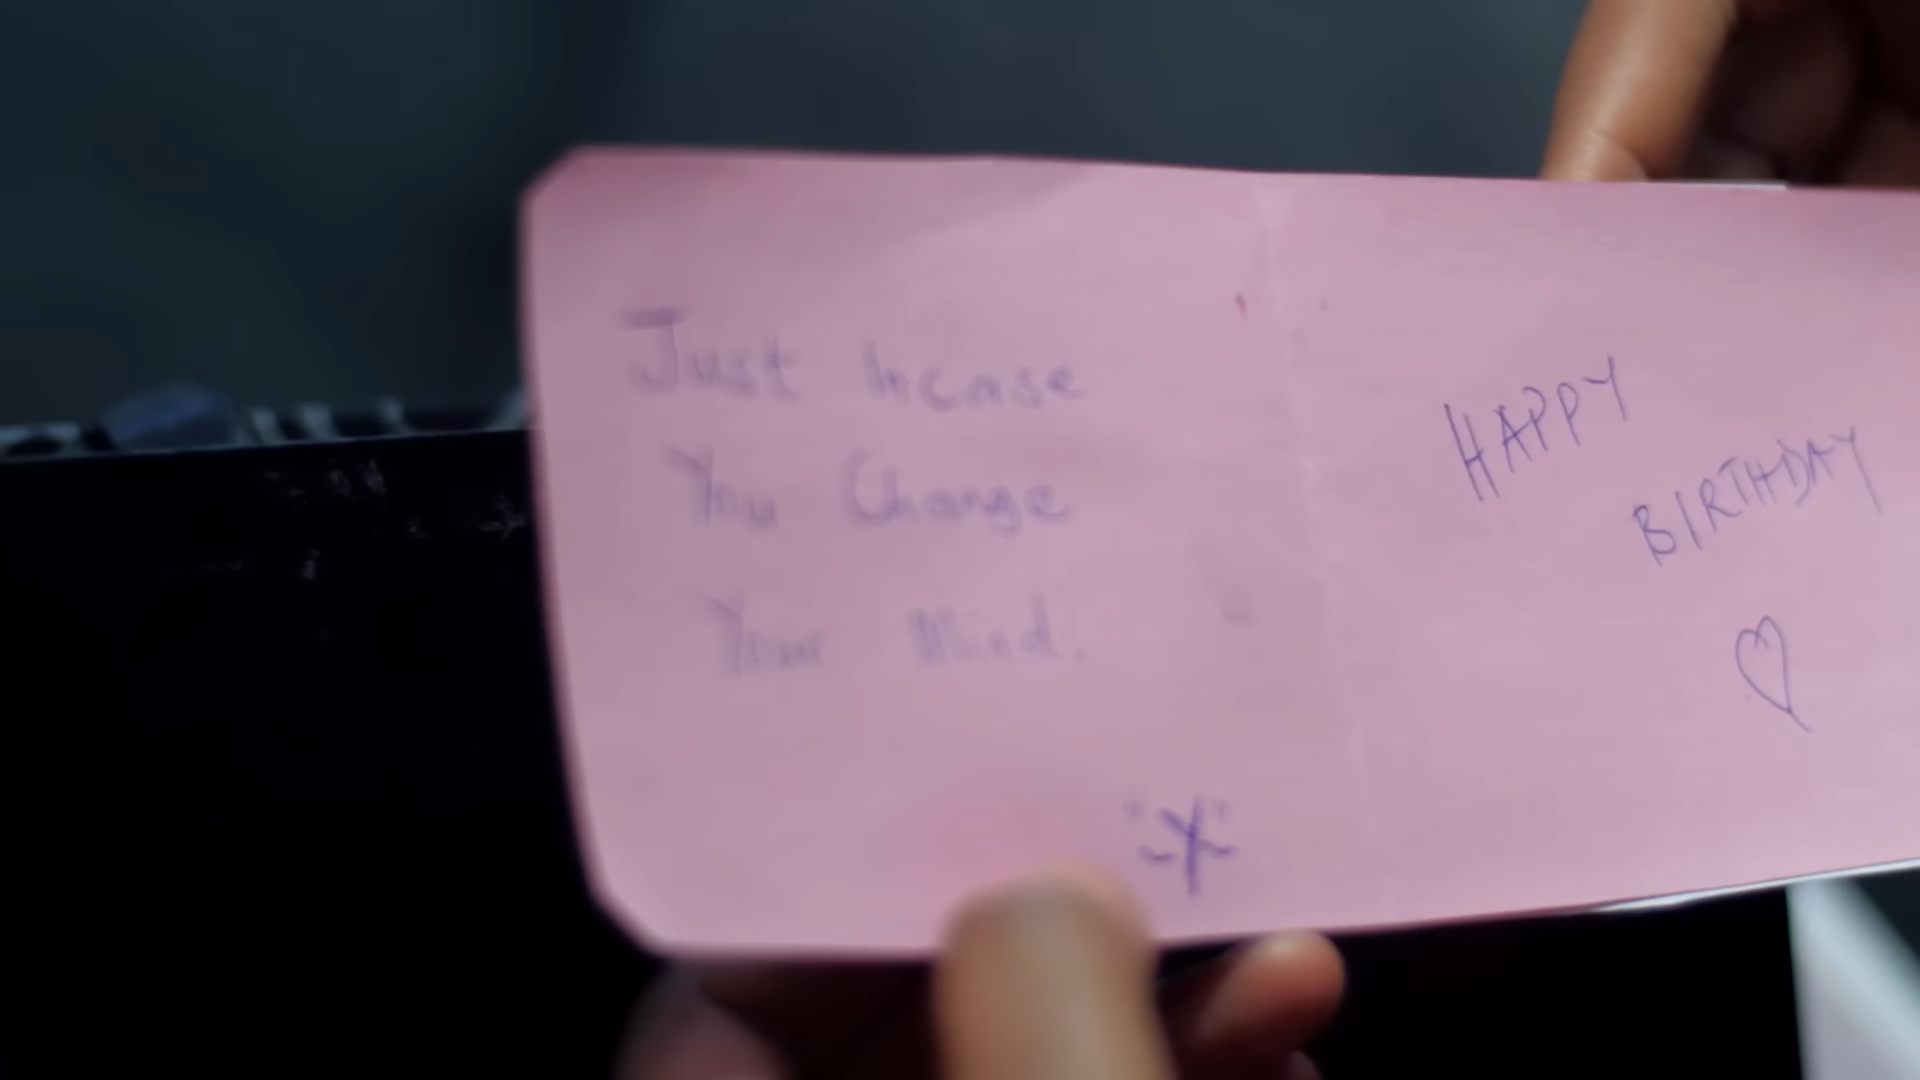 Just Incase
You Change
Your Mind.
"-X-"
HAPPY
BIRTHDAY